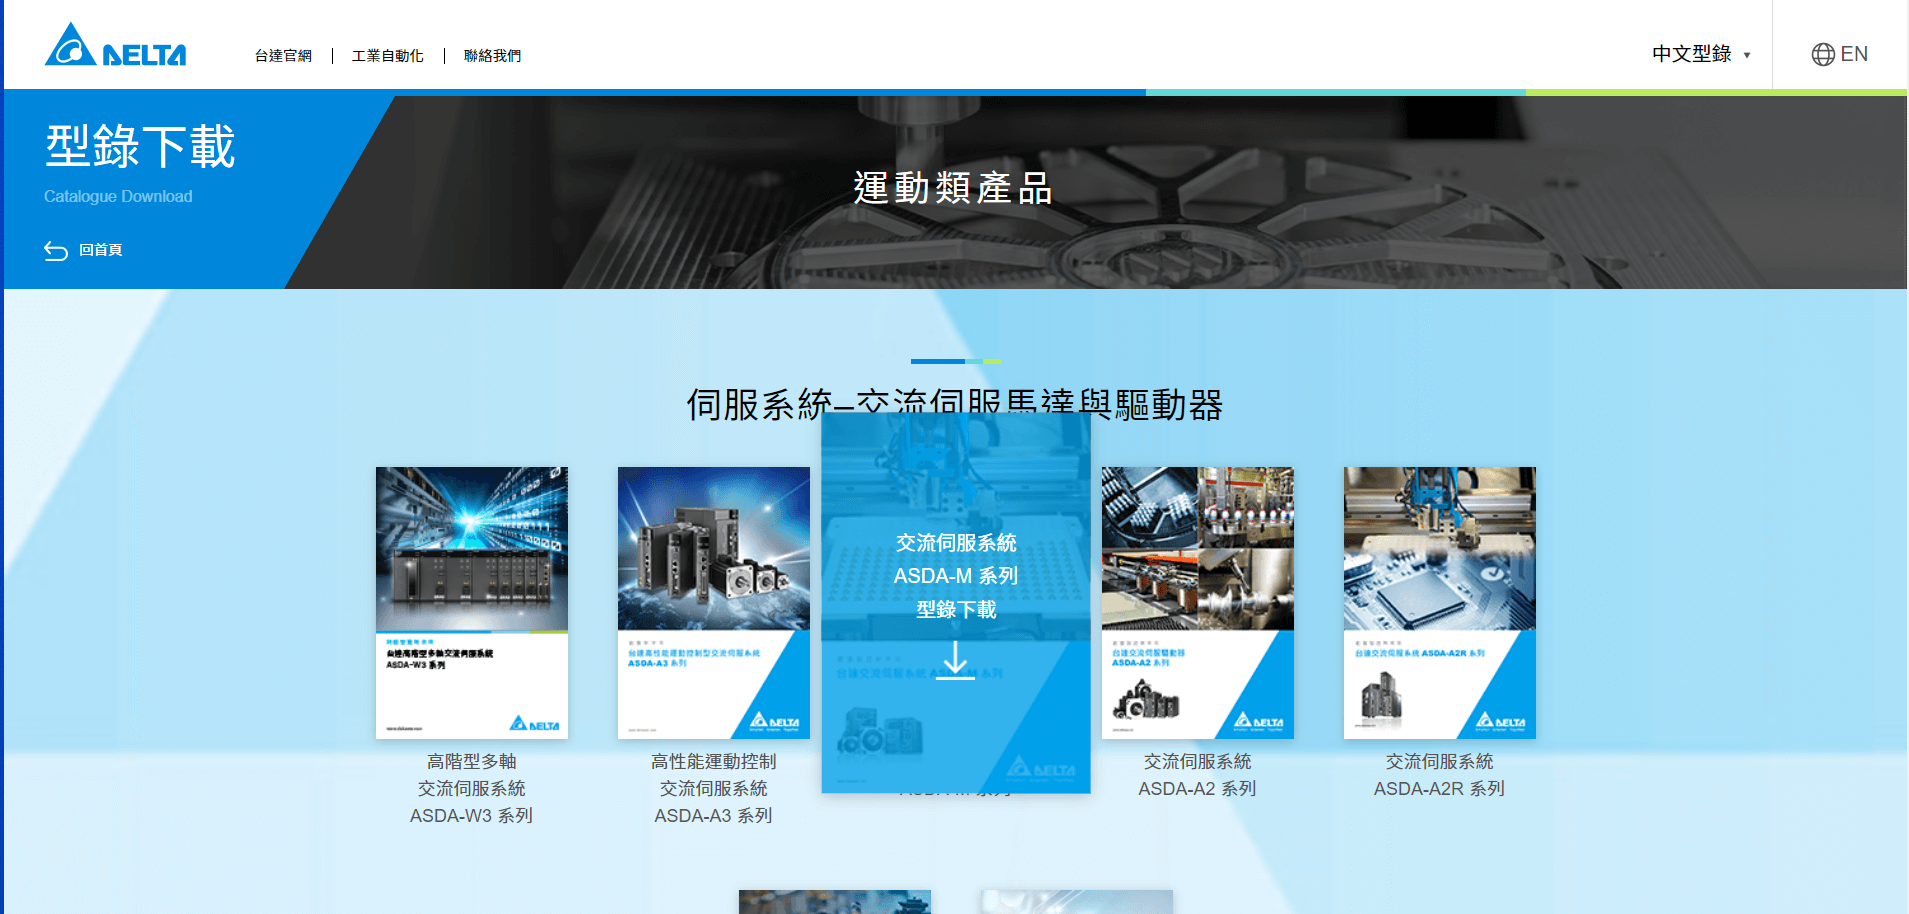 DELTA
台達官網
工業自動化
聯絡我們
中文型錄
EN
型錄下載
Catalogue Download
回首頁
運動類產品
伺服系統–交流伺服馬達與驅動器
台達高階型多軸交流伺服系統
ASDA-W3 系列
DELTA
高階型多軸
交流伺服系統
ASDA-W3 系列
台達高性能運動控制型交流伺服系統
ASDA-A3 系列
DELTA
高性能運動控制
交流伺服系統
ASDA-A3 系列
交流伺服系統
ASDA-M 系列
型錄下載
DELTA
台達交流伺服驅動器
ASDA-A2 系列
DELTA
交流伺服系統
ASDA-A2 系列
台達交流伺服系統 ASDA-A2R 系列
DELTA
交流伺服系統
ASDA-A2R 系列